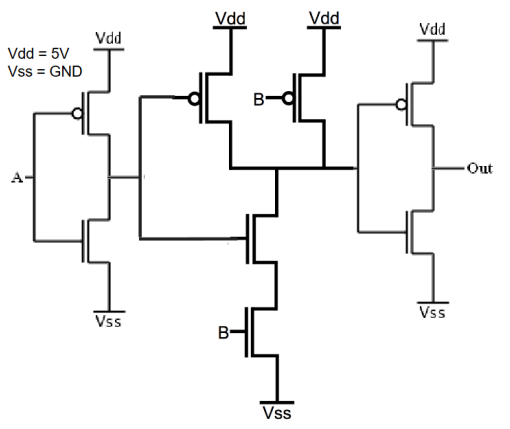 Vdd
Vdd
Vdd
Vdd
Vdd = 5V
Vss = GND
B
A
Out
B
Vss
Vss
Vss